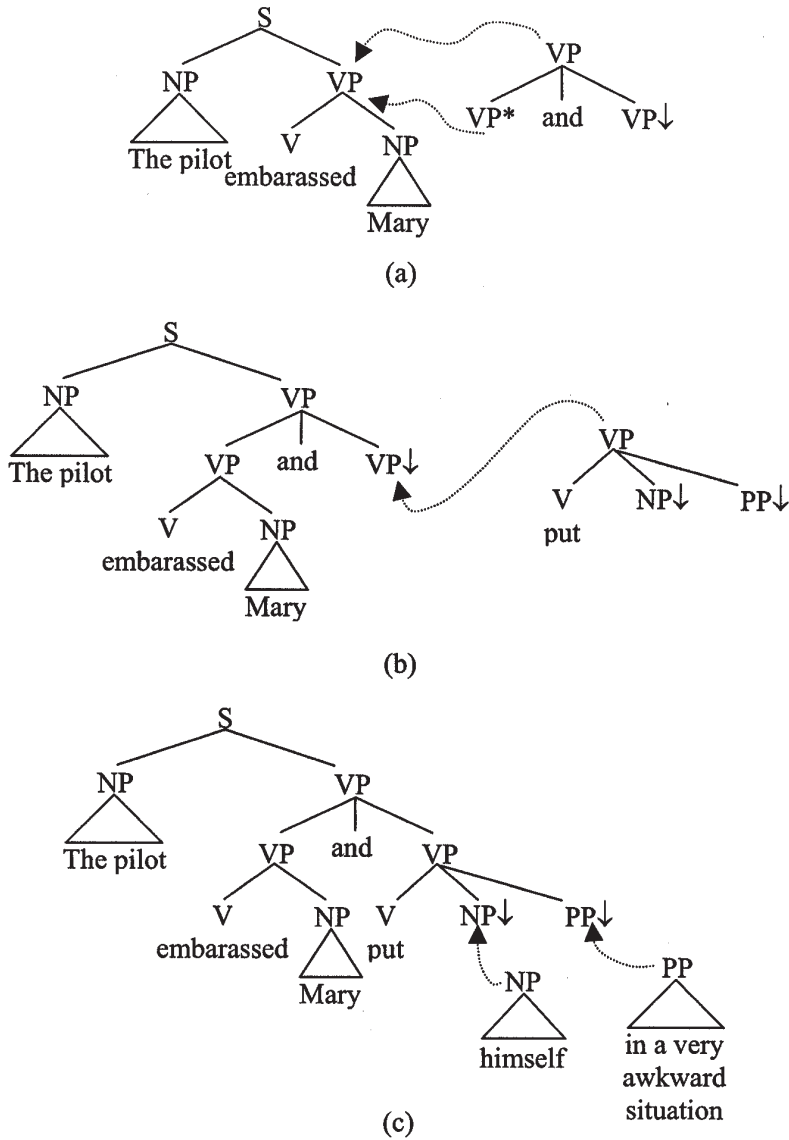 S
VP
NP
VP
VP* and VP↓
V
NP
The pilot
embarassed
Mary
(a)
S
NP
VP
VP
The pilot
VP and VP↓
V NP↓ PP↓
V
NP
put
embarassed
Mary
(b)
S
NP
VP
The pilot
VP and VP
V NP V NP↓ PP↓
embarassed put
Mary
NP
PP
himself
in a very
awkward
situation
(c)